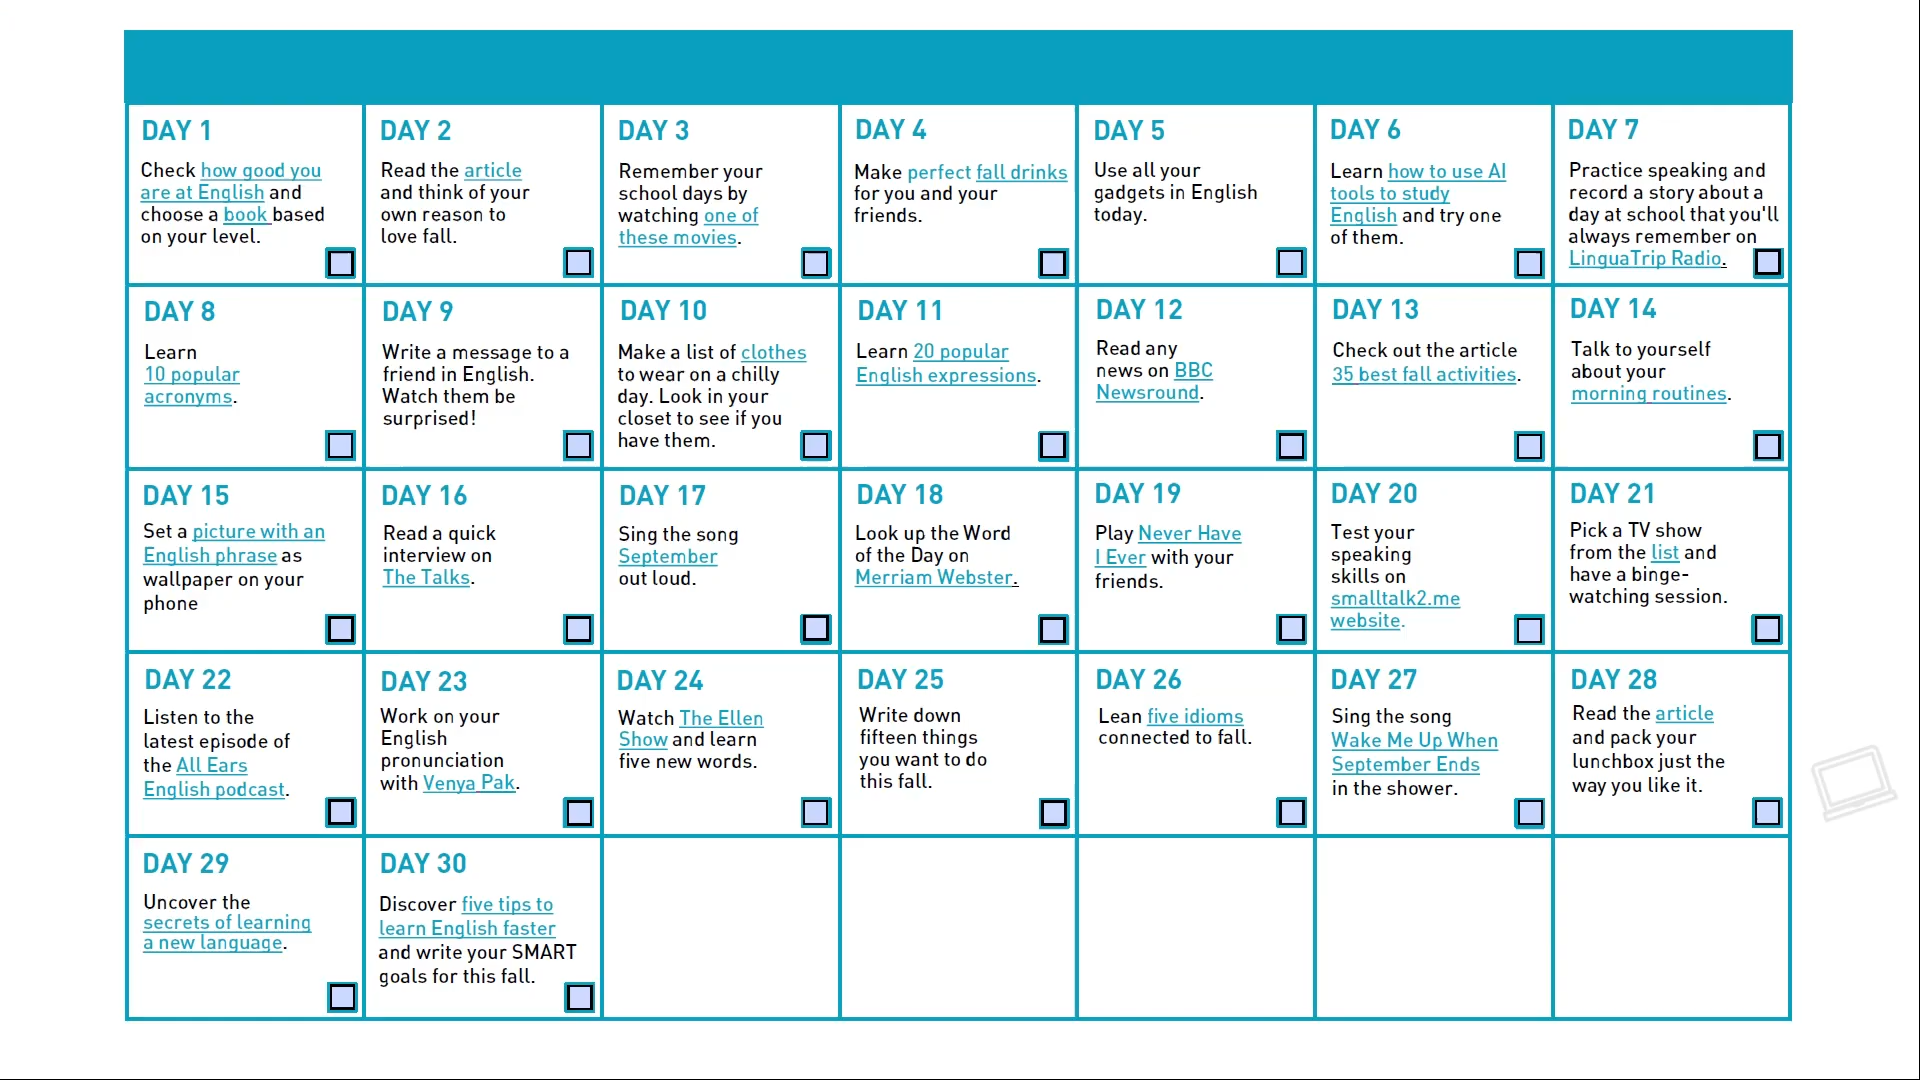 DAY 1
Check how good you
are at English and
choose a book based
on your level.
DAY 2
Read the article
and think of your
own reason to
love fall.
DAY 3
Remember your
school days by
watching one of
these movies.
DAY 4
Make perfect fall drinks
for you and your
friends.
DAY 5
Use all your
gadgets in English
today.
DAY 6
Learn how to use AI
tools to study
English and try one
of them.
DAY 7
Practice speaking and
record a story about a
day at school that you'll
always remember on
LinguaTrip Radio.
DAY 8
Learn
10 popular
acronyms.
DAY 9
Write a message to a
friend in English.
Watch them be
surprised!
DAY 10
Make a list of clothes
to wear on a chilly
day. Look in your
closet to see if you
have them.
DAY 11
Learn 20 popular
English expressions.
DAY 12
Read any
news on BBC
Newsround.
DAY 13
Check out the article
35 best fall activities.
DAY 14
Talk to yourself
about your
morning routines.
DAY 15
Set a picture with an
English phrase as
wallpaper on your
phone
DAY 16
Read a quick
interview on
The Talks.
DAY 17
Sing the song
September
out loud.
DAY 18
Look up the Word
of the Day on
Merriam Webster.
DAY 19
Play Never Have
I Ever with your
friends.
DAY 20
Test your
speaking
skills on
smalltalk2.me
website.
DAY 21
Pick a TV show
from the list and
have a binge-
watching session.
DAY 22
Listen to the
latest episode of
the All Ears
English podcast.
DAY 23
Work on your
English
pronunciation
with Venya Pak.
DAY 24
Watch The Ellen
Show and learn
five new words.
DAY 25
Write down
fifteen things
you want to do
this fall.
DAY 26
Lean five idioms
connected to fall.
DAY 27
Sing the song
Wake Me Up When
September Ends
in the shower.
DAY 28
Read the article
and pack your
lunchbox just the
way you like it.
DAY 29
Uncover the
secrets of learning
a new language.
DAY 30
Discover five tips to
learn English faster
and write your SMART
goals for this fall.